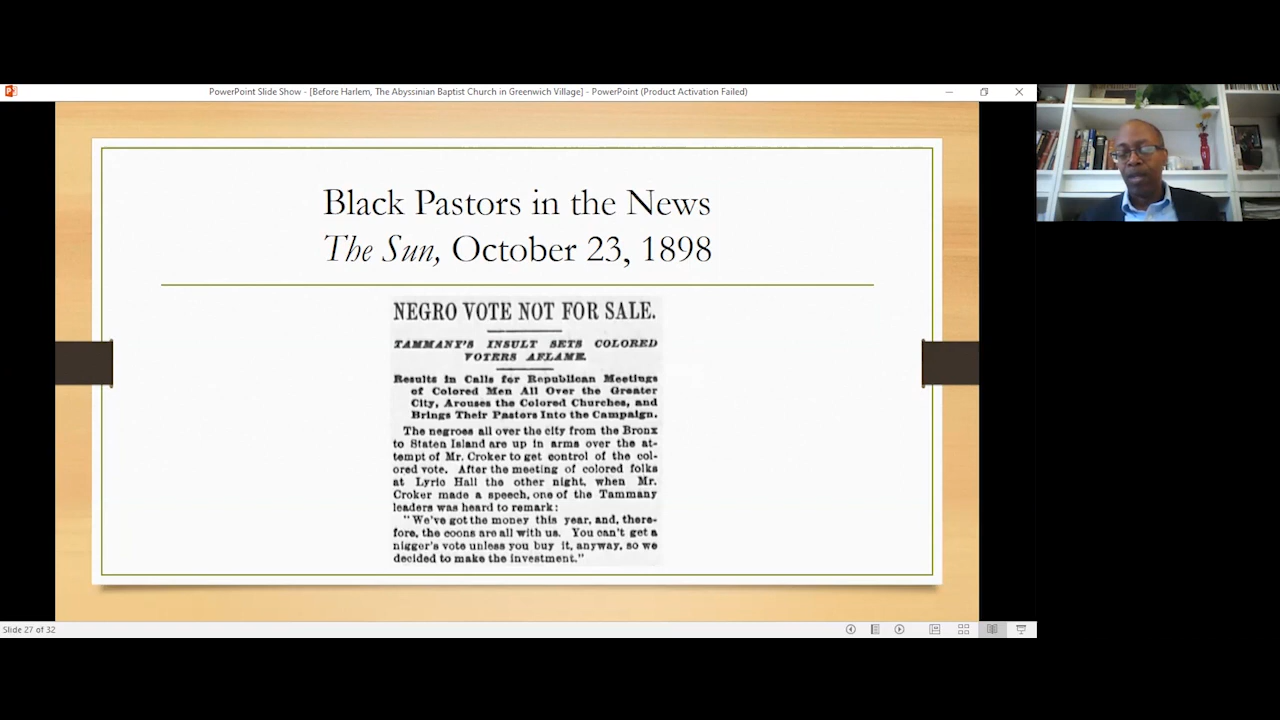 PowerPoint Slide Show - [Before Harlem, The Abyssinian Baptist Church in Greenwich Village] - PowerPoint (Product Activation Failed)
Black Pastors in the News
The Sun, October 23, 1898
NEGRO VOTE NOT FOR SALE.
TAMMANY'S INSULT SETS COLORED
VOTERS AFLAME.
Results in Calls for Republican Meetings
of Colored Men All Over the Greater
City, Arouses the Colored Churches, and
Brings Their Pastors Into the Campaign.
The negroes all over the city from the Bronx
to Staten Island are up in arms over the at-
tempt of Mr. Croker to get control of the col-
ored vote. After the meeting of colored folks
at Lyric Hall the other night, when Mr.
Croker made a speech, one of the Tammany
leaders was heard to remark:
"We've got the money this year, and, there-
fore, the coons are all with us. You can't get a
nigger's vote unless you buy it, anyway, so we
decided to make the investment."
Slide 27 of 32